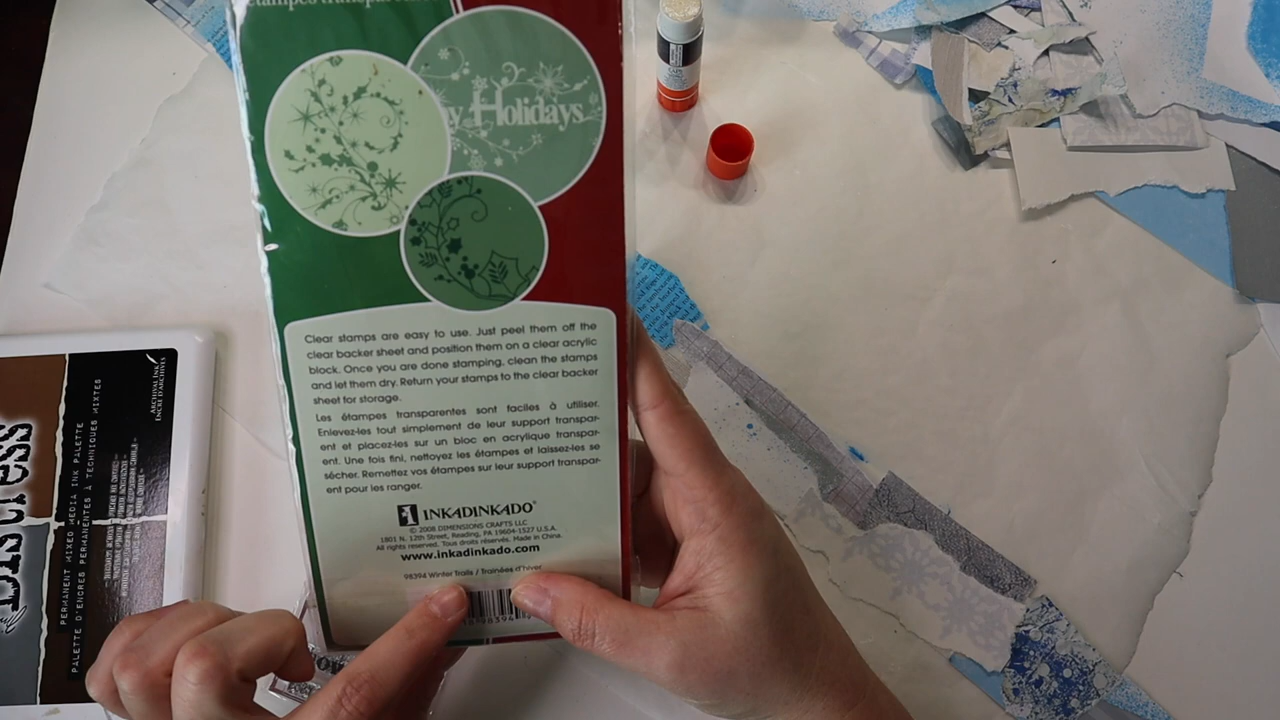 étampes transparentes
y Holidays
Clear stamps are easy to use. Just peel them off the
clear backer sheet and position them on a clear acrylic
block. Once you are done stamping, clean the stamps
and let them dry. Return your stamps to the clear backer
sheet for storage.
Les étampes transparentes sont faciles à utiliser.
Enlevez-les tout simplement de leur support transpar-
ent et placez-les sur un bloc en acrylique transpar-
ent. Une fois fini, nettoyez les étampes et laissez-les se
sécher. Remettez vos étampes sur leur support transpar-
ent pour les ranger.
INKADINKADO®
© 2008 DIMENSIONS CRAFTS LLC
1801 N. 12th Street, Reading, PA 19604-1527 U.S.A.
All rights reserved. Tous droits réservés. Made in China.
www.inkadinkado.com
98394 Winter Trails / Traînées d'hiver
98394
Distress
PERMANENT MIXED MEDIA INK PALETTE
PALETTE D'ENCRES PERMANENTES À TECHNIQUES MIXTES
ARCHIVAL INK
ENCRE D'ARCHIVES